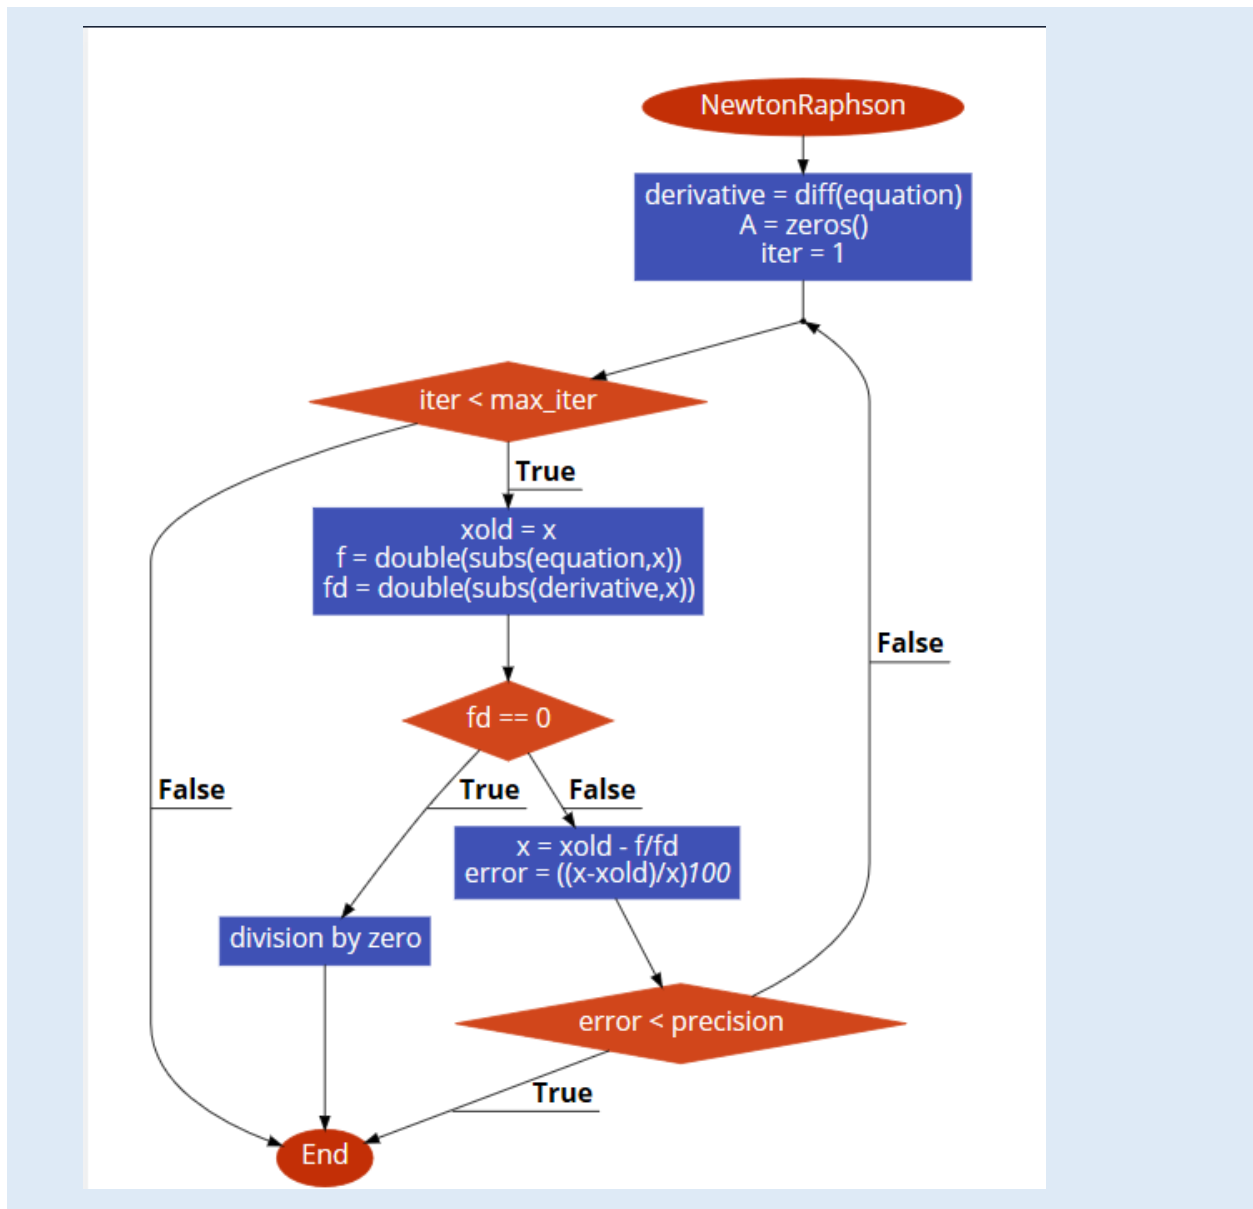 NewtonRaphson
derivative = diff(equation)
A = zeros()
iter = 1
iter < max_iter
True
xold = x
f = double(subs(equation,x))
fd = double(subs(derivative,x))
False
fd == 0
False
True
False
x = xold - f/fd
error = ((x-xold)/x)100
division by zero
error < precision
True
End